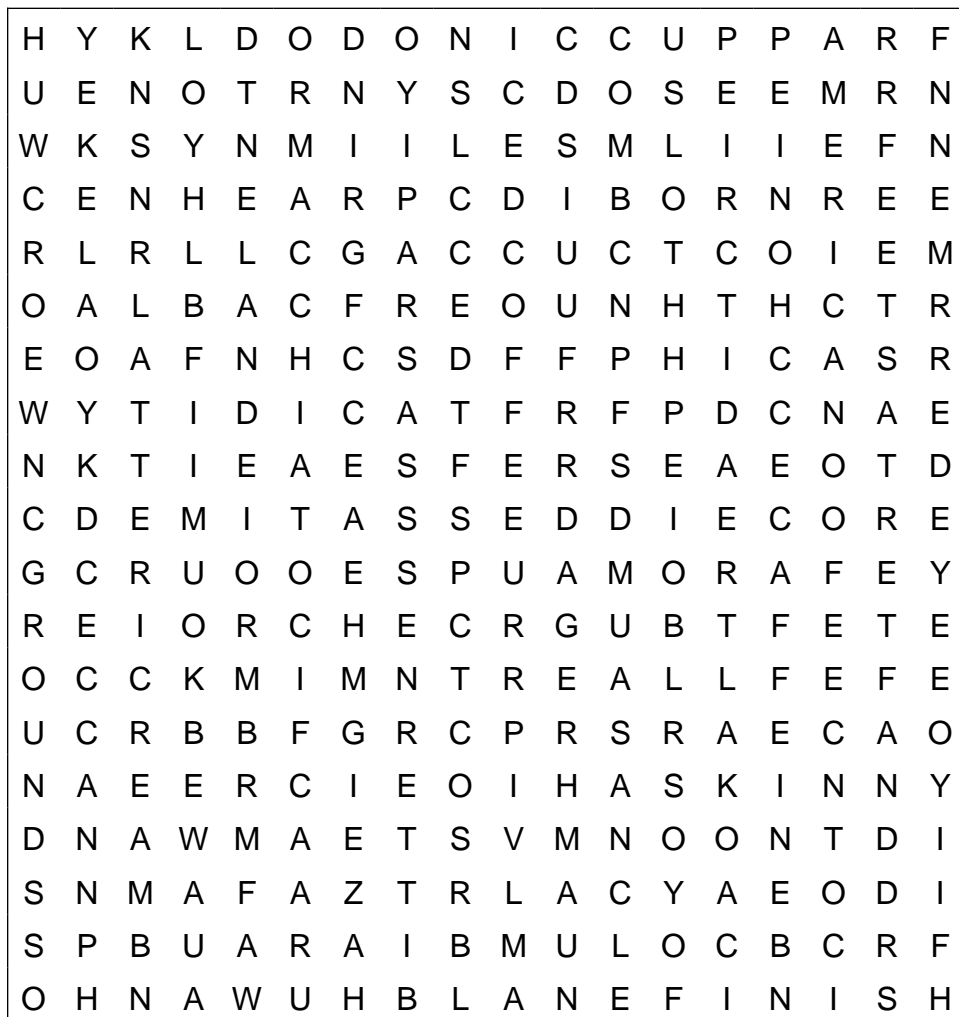 H Y K L D O D O N I C C U P P A R F
U E N O T R N Y S C D O S E E M R N
W K S Y N M I I L E S M L I I E F N
C E N H E A R P C D I B O R N R E E
R L R L L C G A C C U C T C O I E M
O A L B A C F R E O U N H T H C T R
E O A F N H C S D F F P H I C A S R
W Y T I D I C A T F R F P D C N A E
N K T I E A E S F E R S E A E O T D
C D E M I T A S S E D D I E C O R E
G C R U O O E S P U A M O R A F E Y
R E I O R C H E C R G U B T F E T E
O C C K M I M N T R E A L L F E F E
U C R B B F G R C P R S R A E C A O
N A E E R C I E O I H A S K I N N Y
D N A W M A E T S V M N O O N T D I
S N M A F A Z T R L A C Y A E O D I
S P B U A R A I B M U L O C B C R F
O H N A W U H B L A N E F I N I S H